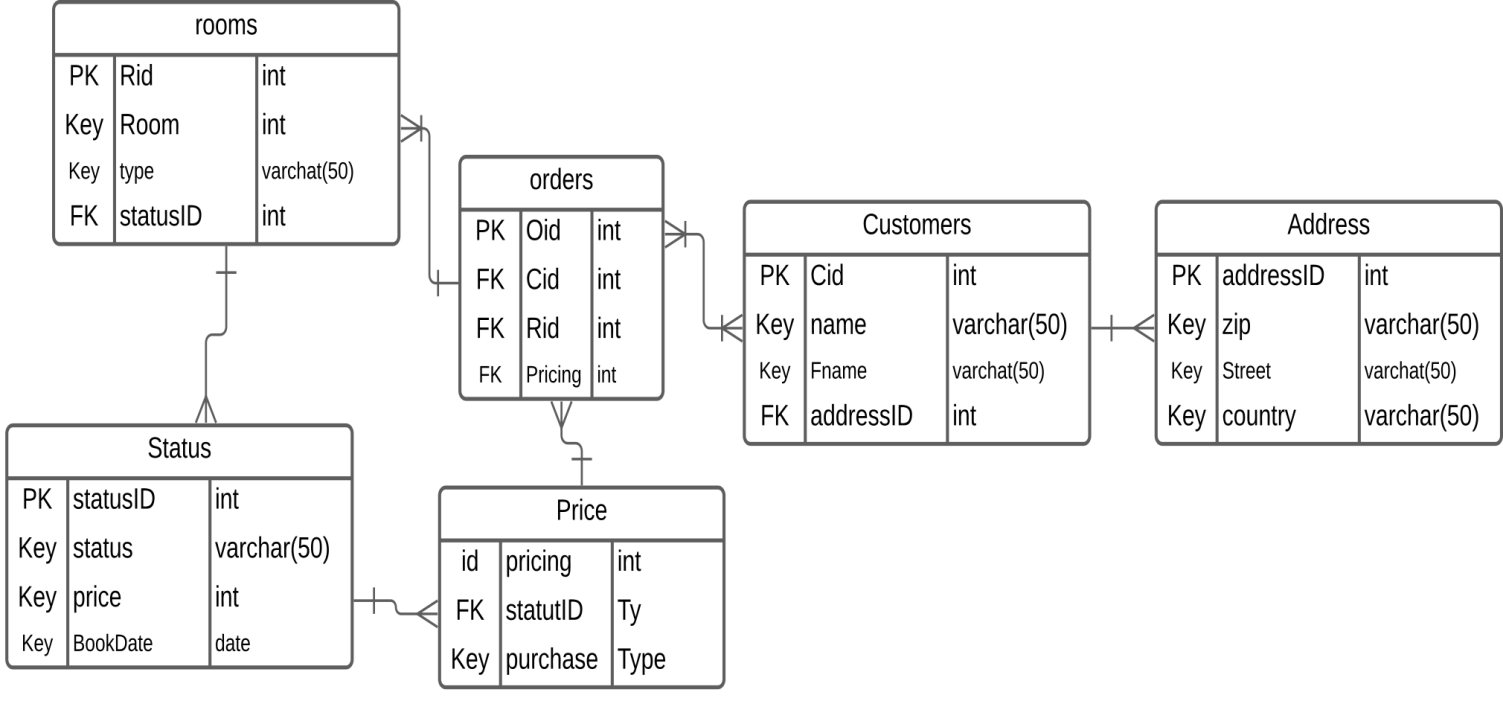 rooms
PK Rid int
Key Room int
Key type varchat(50)
FK statusID int
orders
PK Oid int
FK Cid int
FK Rid int
FK Pricing int
Customers
PK Cid int
Key name varchar(50)
Key Fname varchat(50)
FK addressID int
Address
PK addressID int
Key zip varchar(50)
Key Street varchat(50)
Key country varchar(50)
Status
PK statusID int
Key status varchar(50)
Key price int
Key BookDate date
Price
id pricing int
FK statutID Ty
Key purchase Type